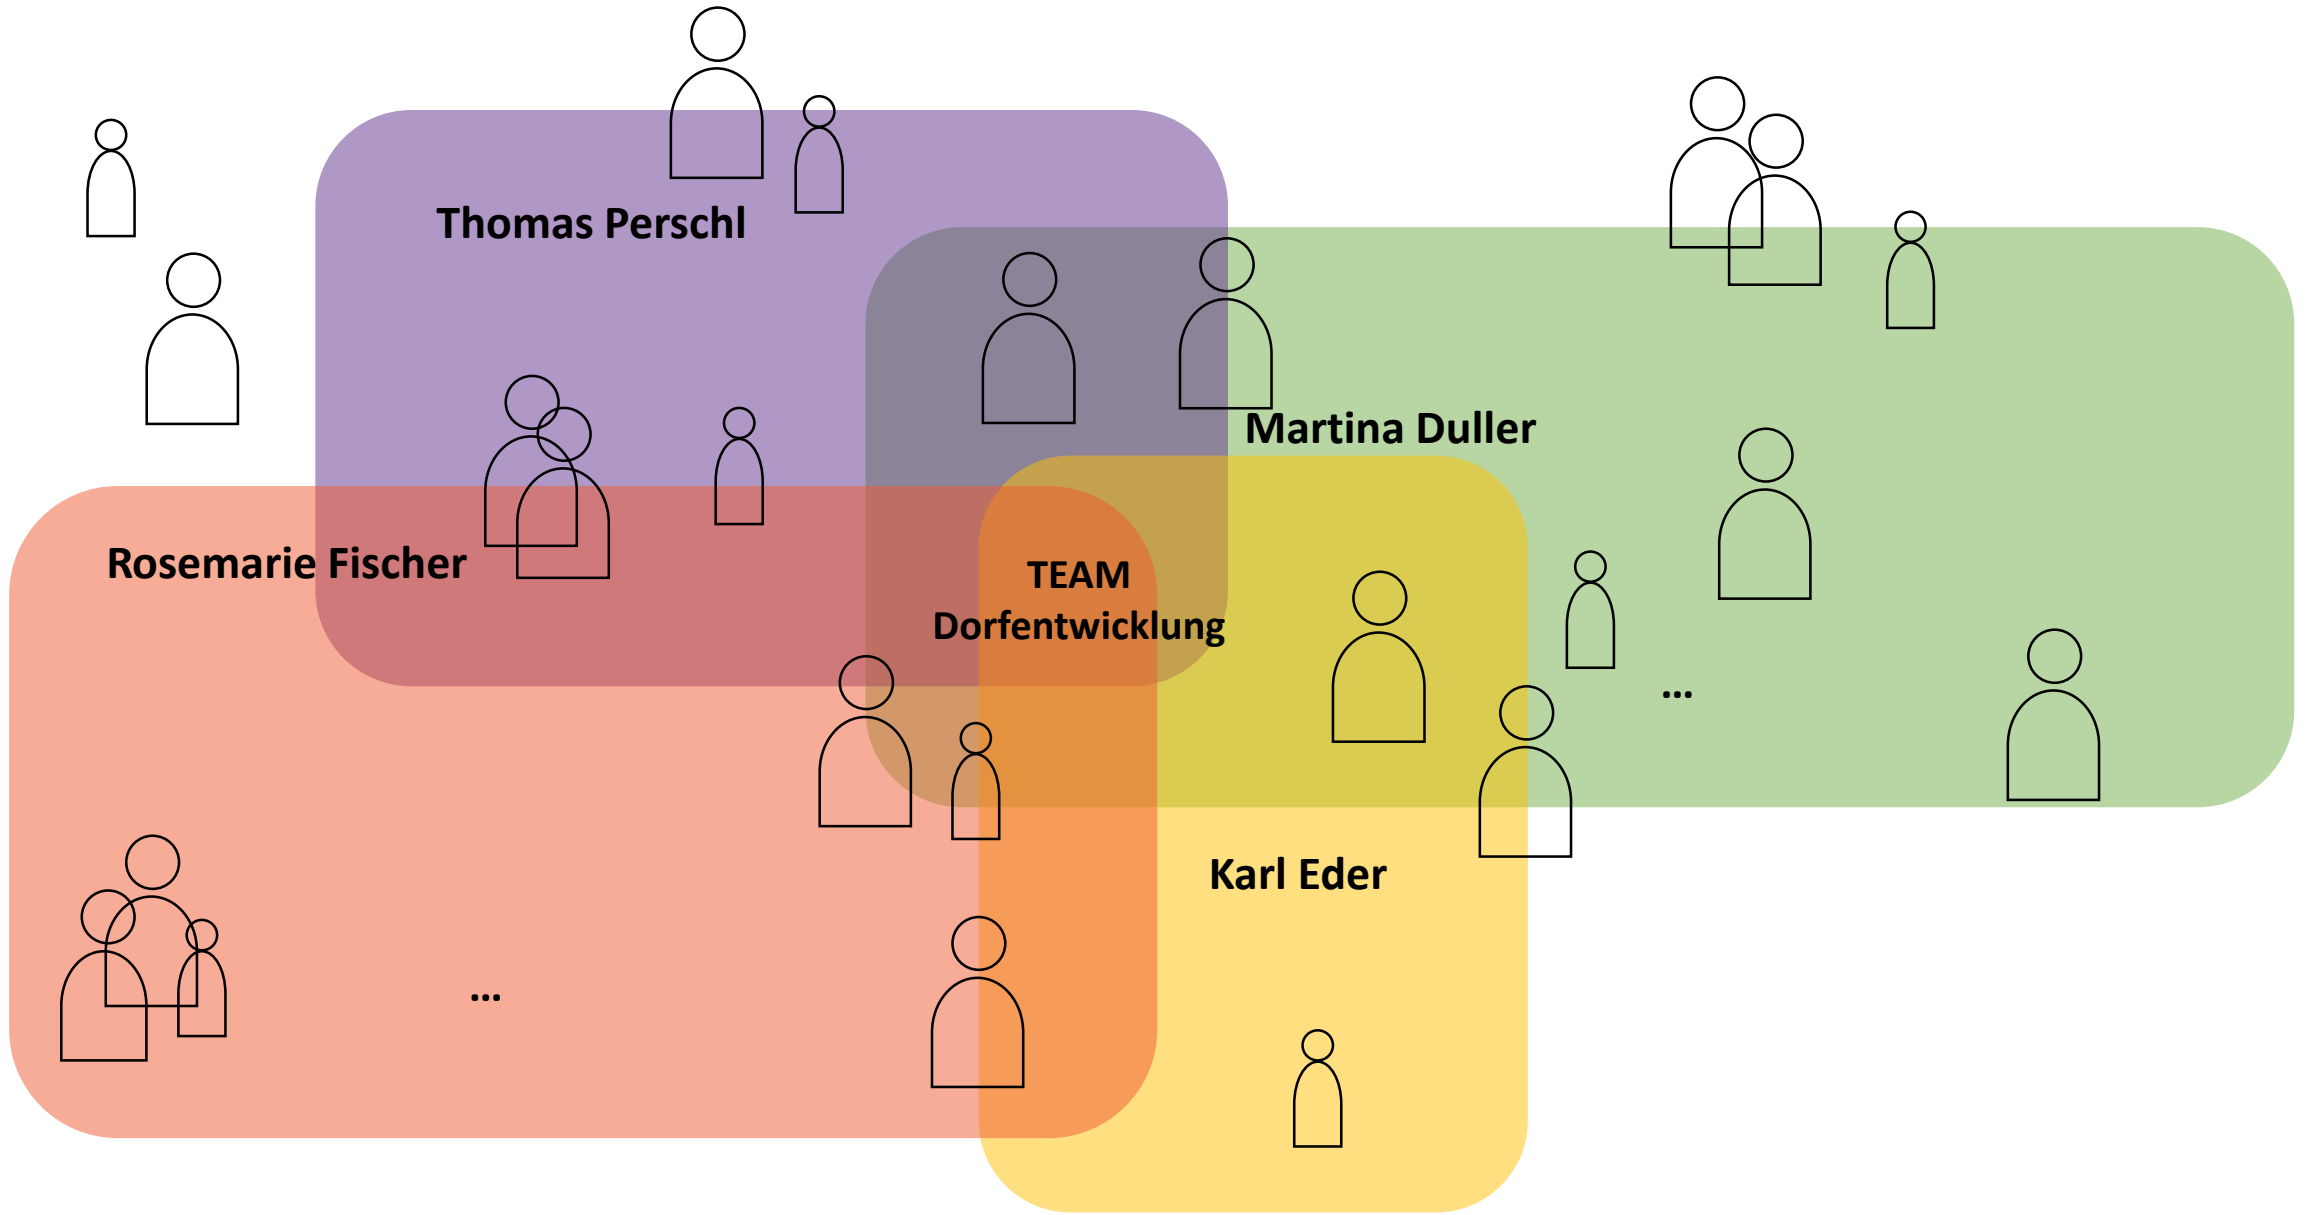 Thomas Perschl
Martina Duller
Rosemarie Fischer
TEAM
Dorfentwicklung
...
Karl Eder
...